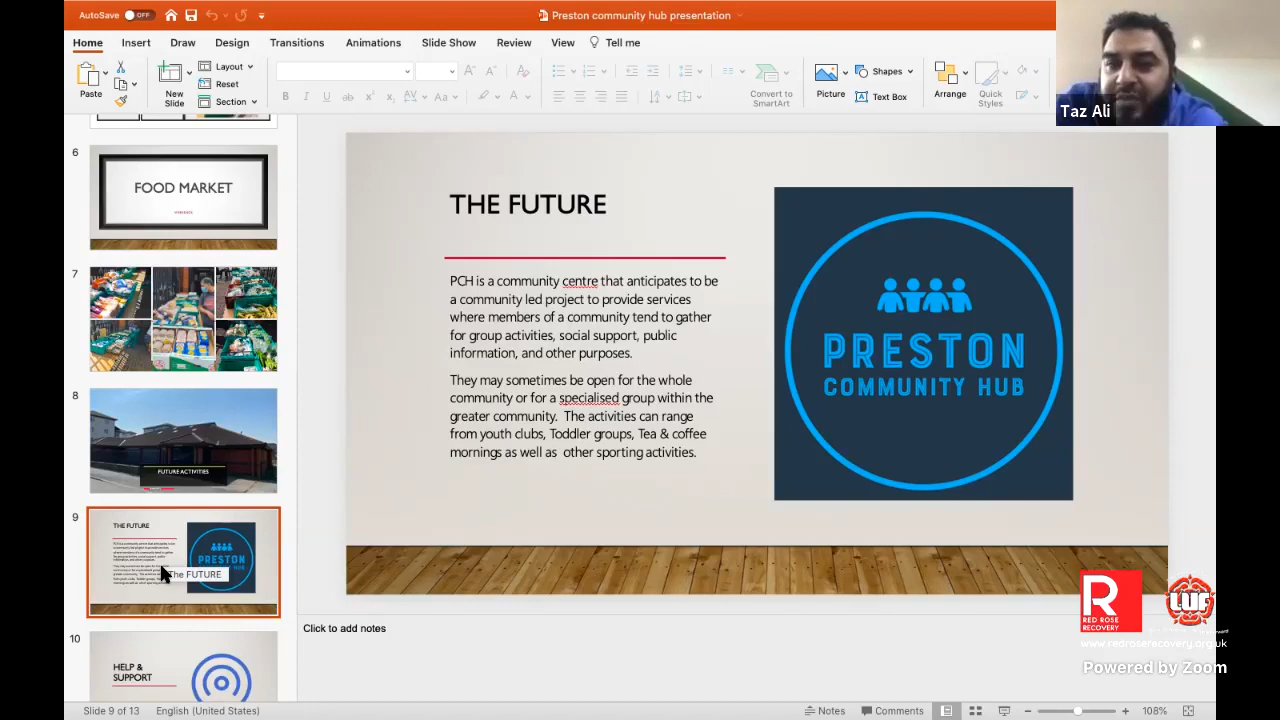 AutoSave OFF
Preston community hub presentation
Home Insert Draw Design Transitions Animations Slide Show Review View Tell me
Paste
New Slide
Layout
Reset
Section
Convert to SmartArt
Picture
Shapes
Text Box
Arrange
Quick Styles
Taz Ali
6
FOOD MARKET
7
8
FUTURE ACTIVITIES
9
THE FUTURE
PRESTON
HUB
The FUTURE
10
HELP &
SUPPORT
THE FUTURE
PCH is a community centre that anticipates to be
a community led project to provide services
where members of a community tend to gather
for group activities, social support, public
information, and other purposes.
They may sometimes be open for the whole
community or for a specialised group within the
greater community. The activities can range
from youth clubs, Toddler groups, Tea & coffee
mornings as well as other sporting activities.
PRESTON
COMMUNITY HUB
Click to add notes
R
RED ROSE
RECOVERY
LUF
www.redroserecovery.org.uk
Powered by Zoom
Slide 9 of 13 English (United States)
Notes Comments 108%